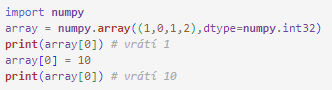 import numpy
array = numpy.array((1,0,1,2),dtype=numpy.int32)
print(array[0]) # vrátí 1
array[0] = 10
print(array[0]) # vrátí 10